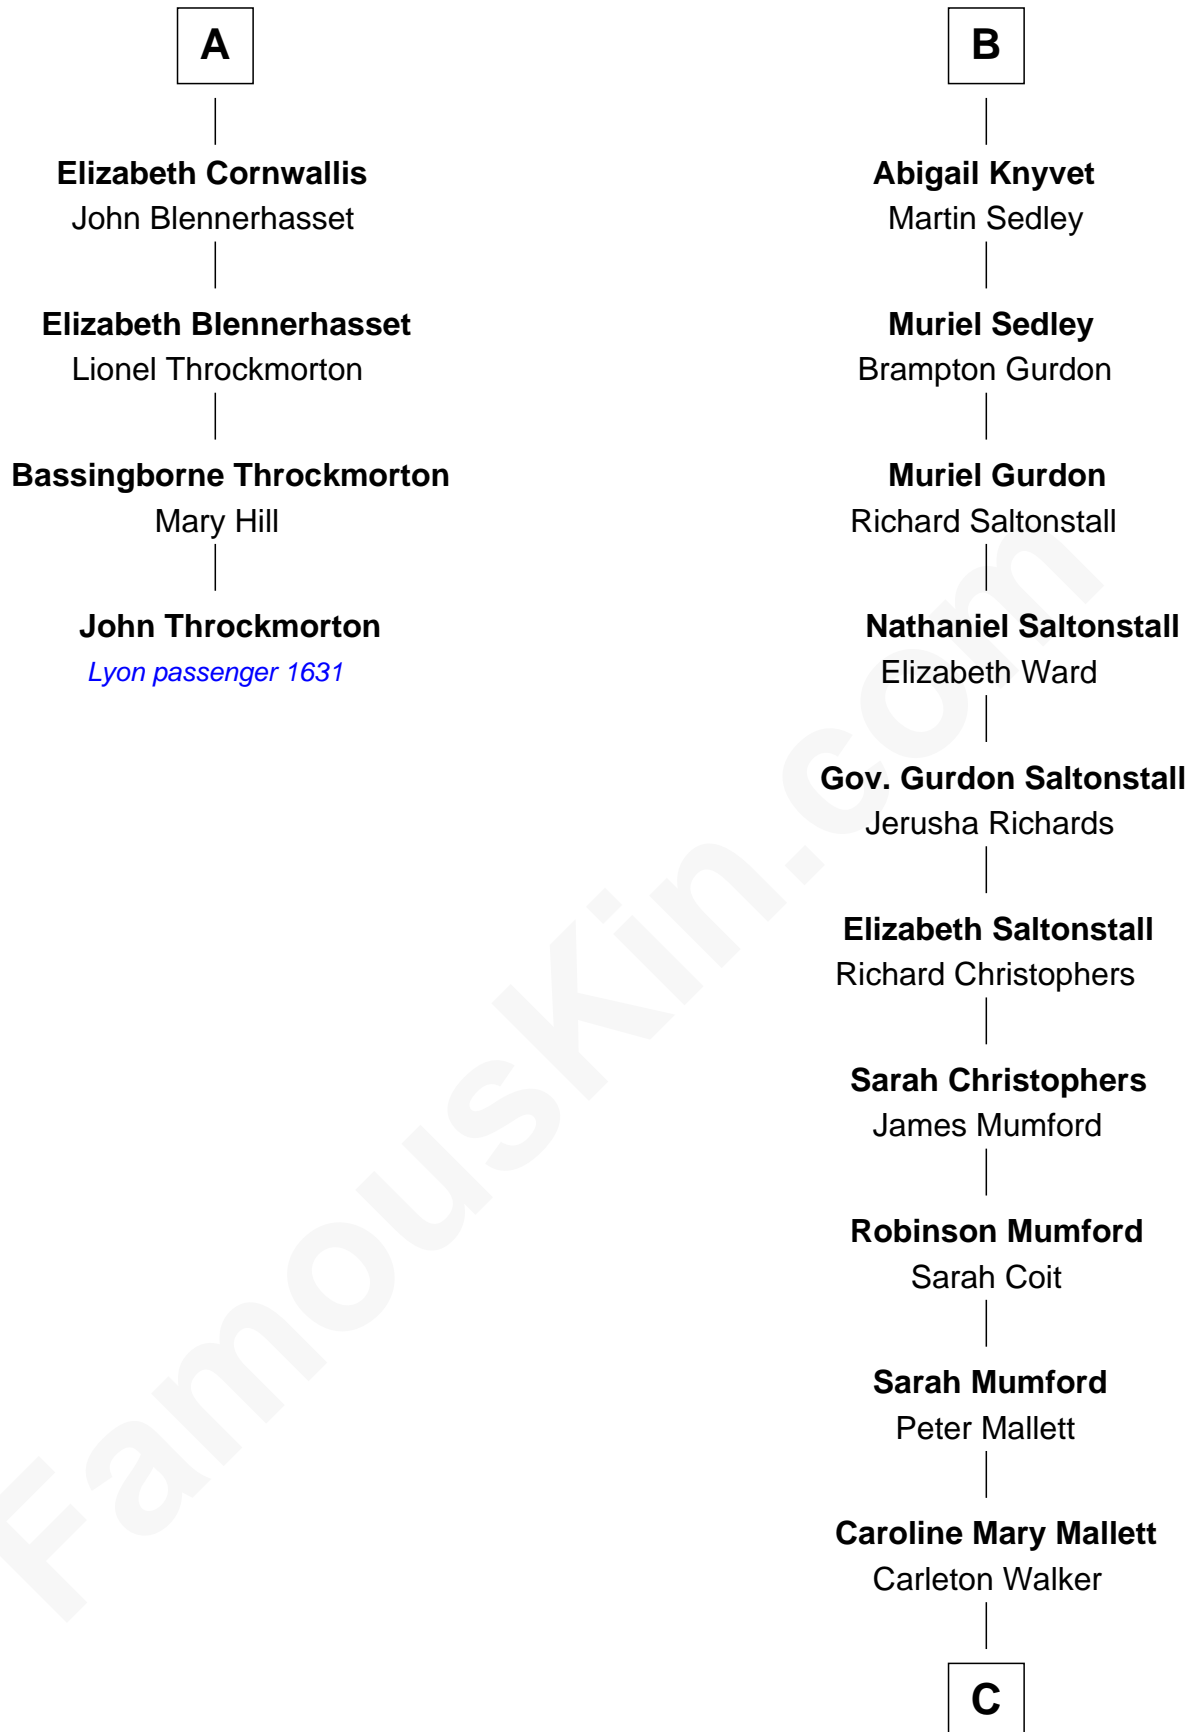 A
Elizabeth Cornwallis
John Blennerhasset
Elizabeth Blennerhasset
Lionel Throckmorton
Bassingborne Throckmorton
Mary Hill
John Throckmorton
Lyon passenger 1631
B
Abigail Knyvet
Martin Sedley
Muriel Sedley
Brampton Gurdon
Muriel Gurdon
Richard Saltonstall
Nathaniel Saltonstall
Elizabeth Ward
Gov. Gurdon Saltonstall
Jerusha Richards
Elizabeth Saltonstall
Richard Christophers
Sarah Christophers
James Mumford
Robinson Mumford
Sarah Coit
Sarah Mumford
Peter Mallett
Caroline Mary Mallett
Carleton Walker
C
FamousKin.com